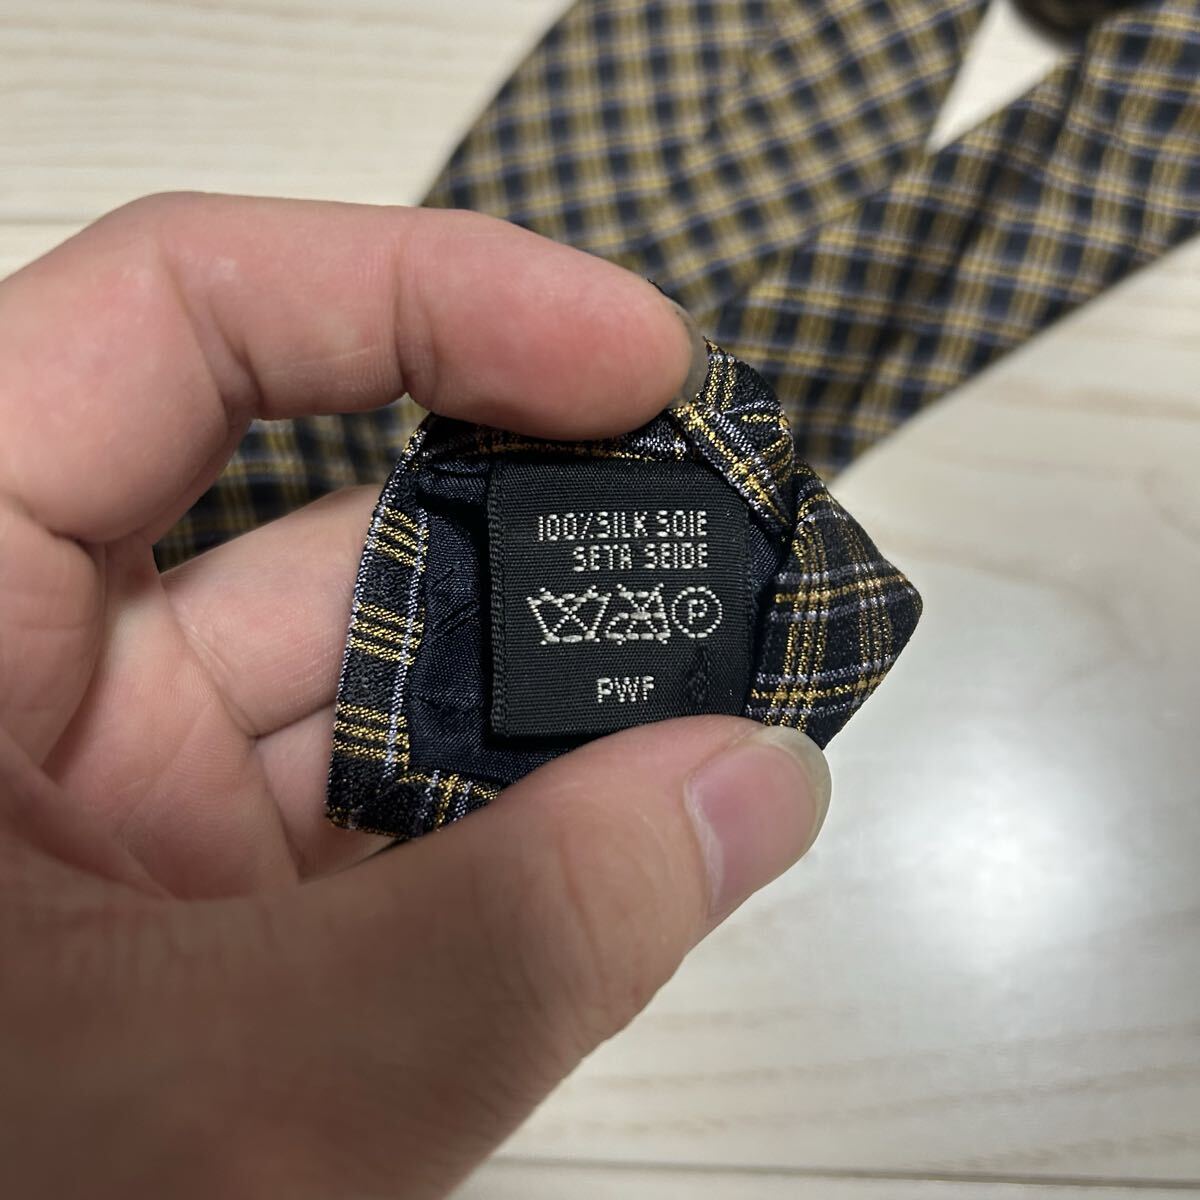 100% SILK SOIE
SETA SEIDE
P
PWF